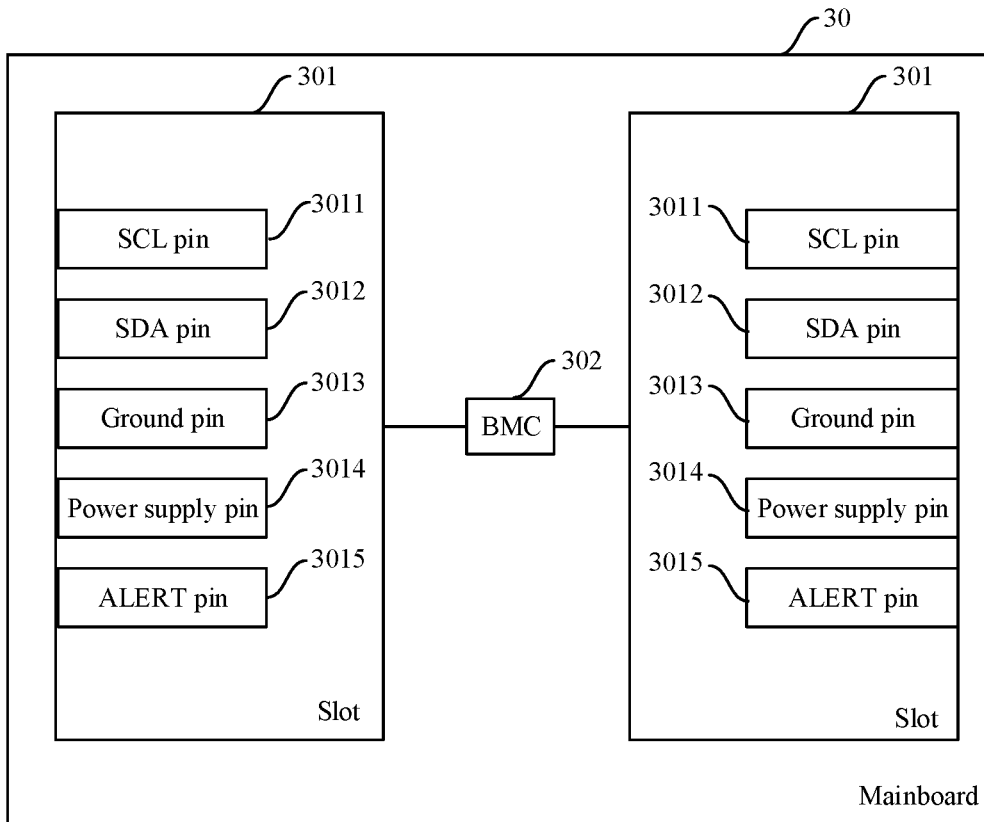 30
301
301
3011
SCL pin
3011
SCL pin
3012
SDA pin
3012
SDA pin
3013
Ground pin
302
BMC
3013
Ground pin
3014
Power supply pin
3014
Power supply pin
3015
ALERT pin
3015
ALERT pin
Slot
Slot
Mainboard